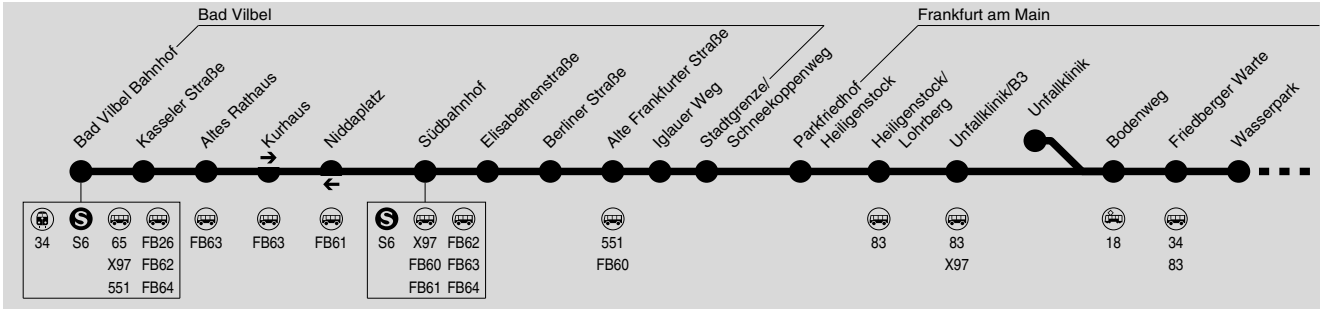 Bad Vilbel
Frankfurt am Main
Bad Vilbel Bahnhof
Kasseler Straße
Altes Rathaus
Kurhaus
Niddaplatz
Südbahnhof
Elisabethenstraße
Berliner Straße
Alte Frankfurter Straße
Iglauer Weg
Stadtgrenze/
Schneekoppenweg
Parkfriedhof
Heiligenstock
Heiligenstock/
Lohrberg
Unfallklinik/B3
Unfallklinik
Bodenweg
Friedberger Warte
Wasserpark
S S
34 S6 65 FB26 FB63 FB63 FB61 S6 X97 FB62 551 83 83 18 34
X97 FB62 FB60 FB63 FB60 X97 83
551 FB64 FB61 FB64